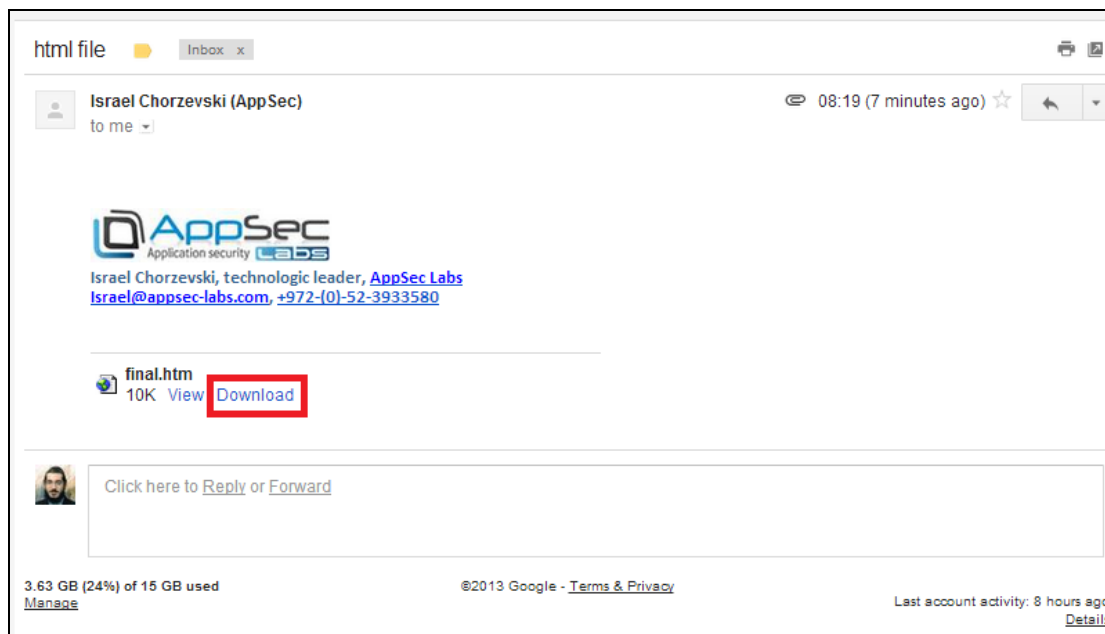 html file Inbox x
Israel Chorzevski (AppSec) 08:19 (7 minutes ago)
to me
AppSec
Application security Labs
Israel Chorzevski, technologic leader, AppSec Labs
Israel@appsec-labs.com, +972-(0)-52-3933580
final.htm
10K View Download
Click here to Reply or Forward
3.63 GB (24%) of 15 GB used ©2013 Google - Terms & Privacy
Manage
Last account activity: 8 hours ago
Details